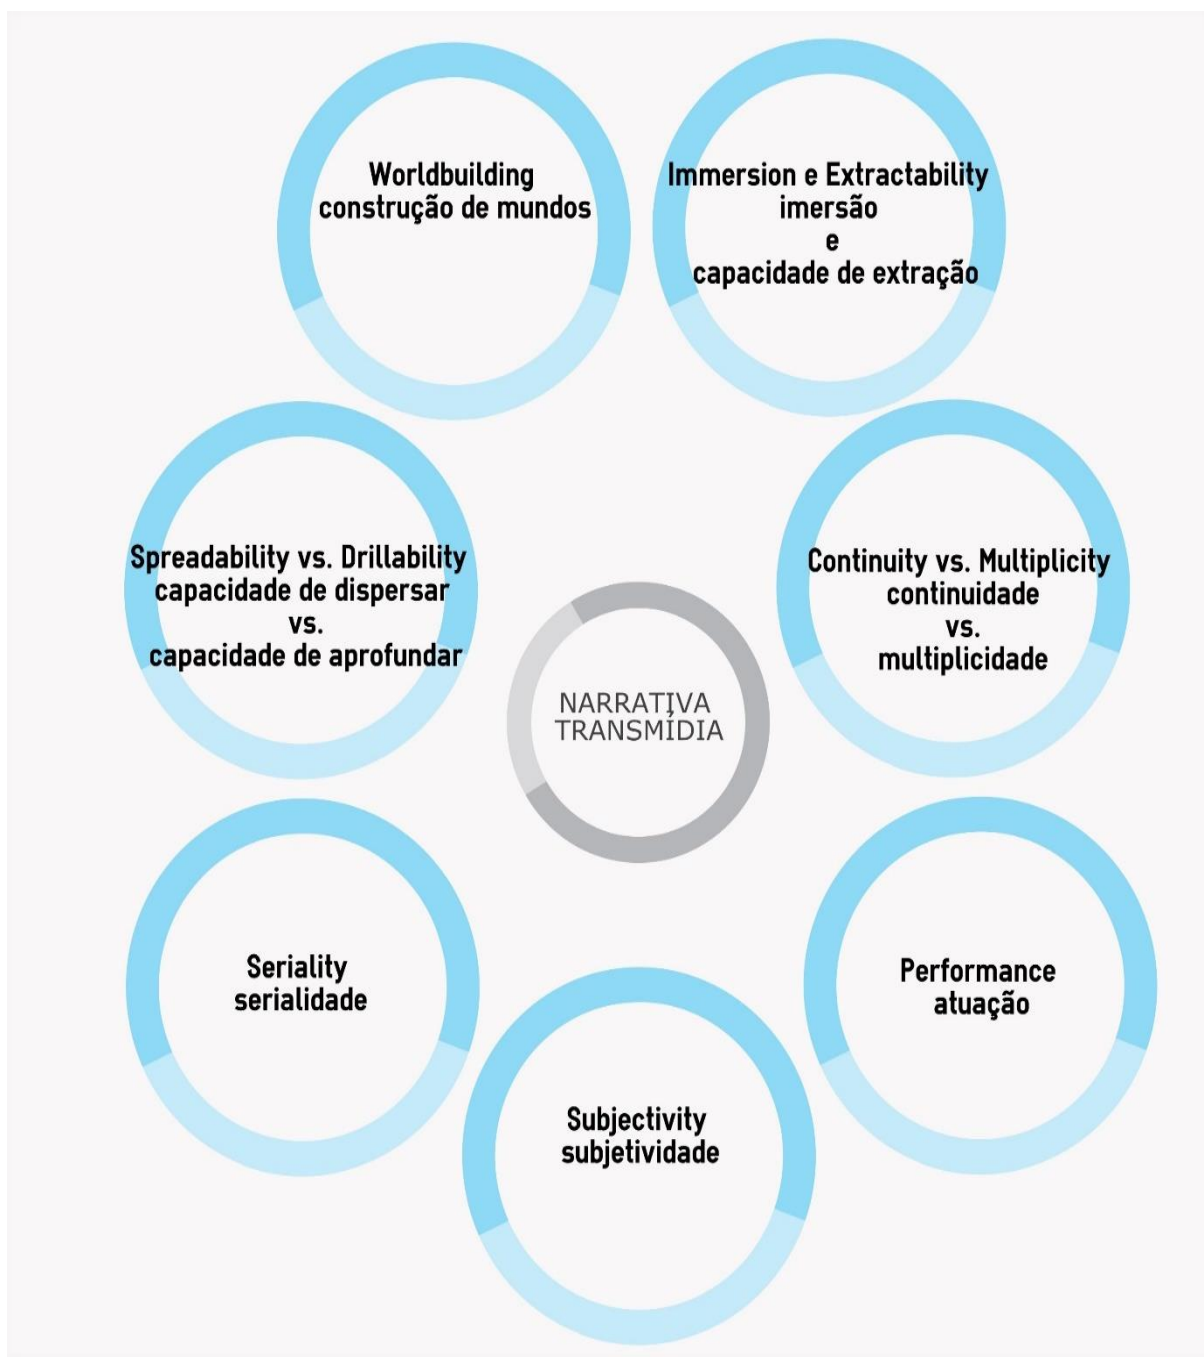 Worldbuilding
construção de mundos
Immersion e Extractability
imersão
e
capacidade de extração
Spreadability vs. Drillability
capacidade de dispersar
vs.
capacidade de aprofundar
Continuity vs. Multiplicity
continuidade
vs.
multiplicidade
NARRATIVA
TRANSMÍDIA
Seriality
serialidade
Performance
atuação
Subjectivity
subjetividade